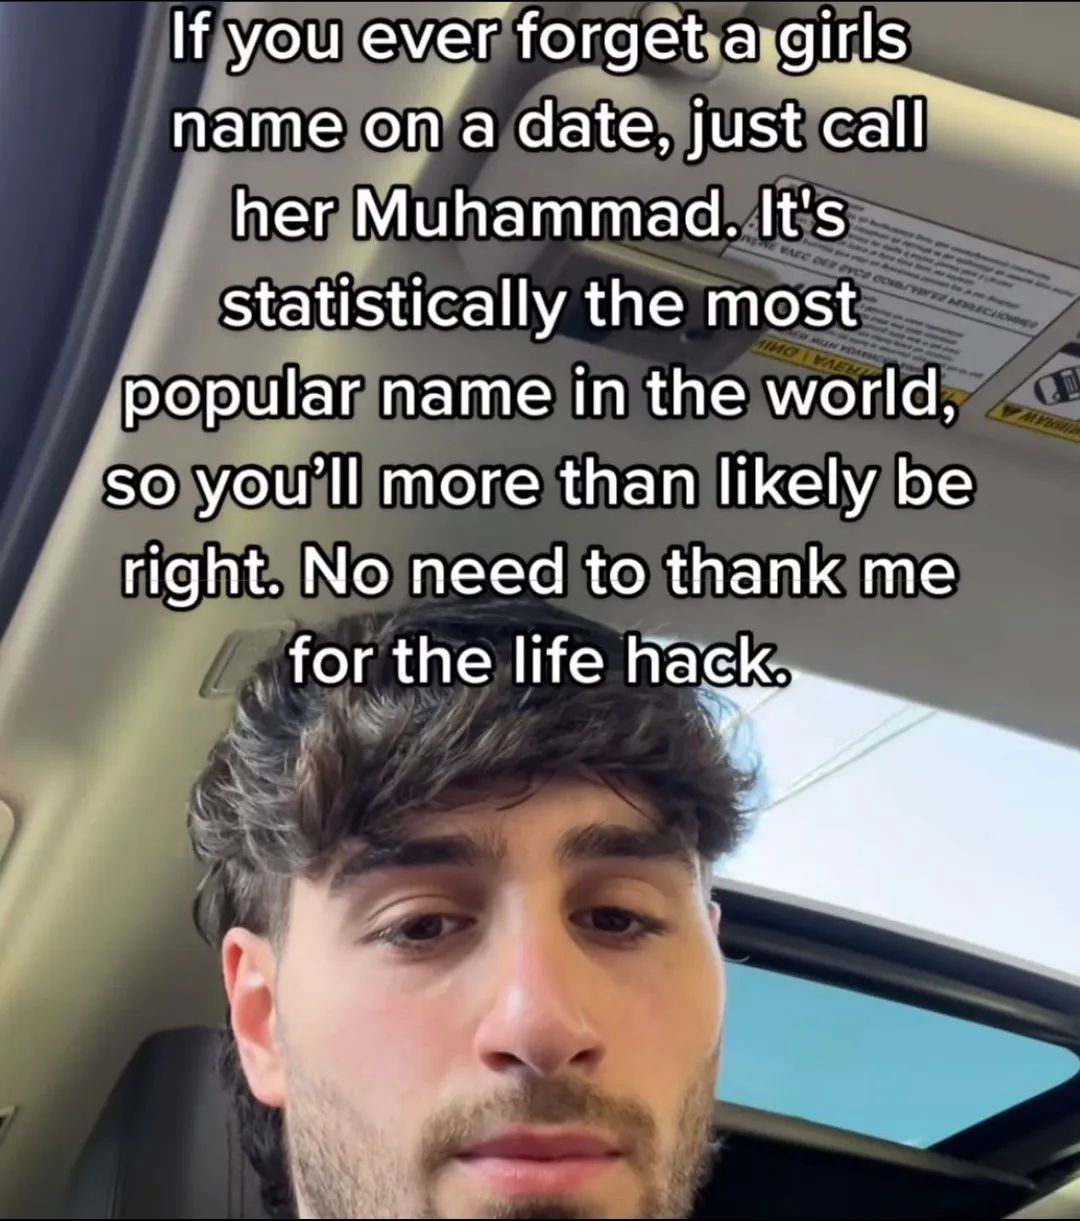 If you ever forget a girls
name on a date, just call
her Muhammad. It's
statistically the most
popular name in the world,
so you’ll more than likely be
right. No need to thank me
for the life hack.